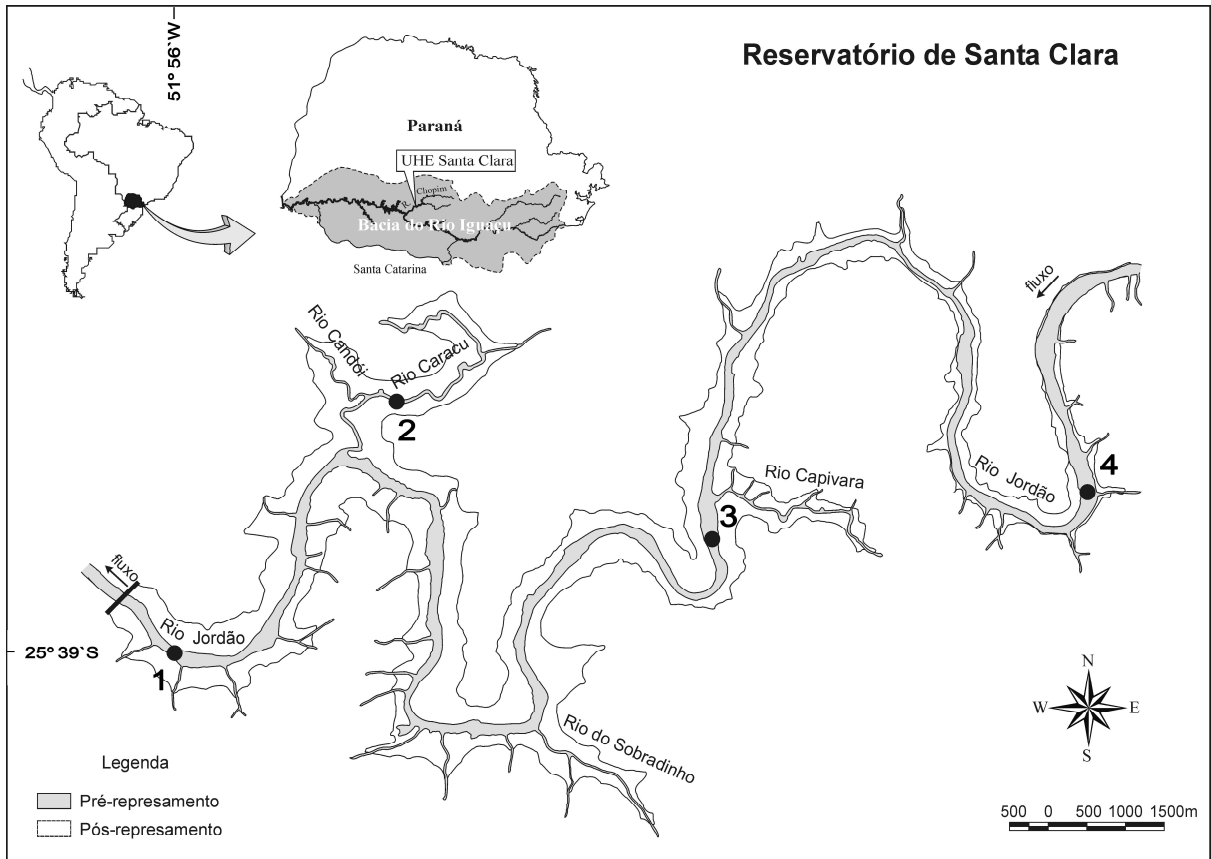 51º 56`W
Reservatório de Santa Clara
Paraná
UHE Santa Clara
R. Chopim
Bacia do Rio Iguaçu
Santa Catarina
fluxo
Rio Candói
Rio Caracu
2
Rio Jordão
4
Rio Capivara
3
fluxo
Rio Jordão
25º 39`S
1
Rio do Sobradinho
N
W E
S
Legenda
Pré-represamento
Pós-represamento
500 0 500 1000 1500m